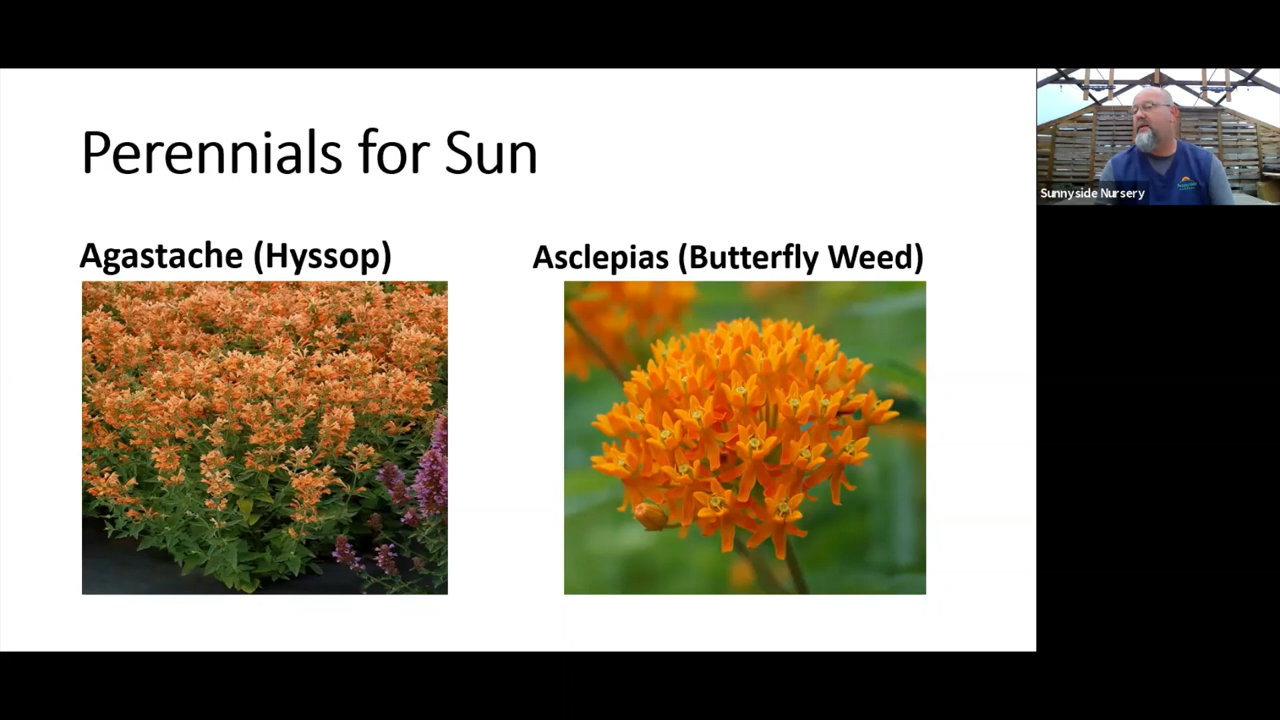 Perennials for Sun
Agastache (Hyssop)
Asclepias (Butterfly Weed)
Sunnyside Nursery